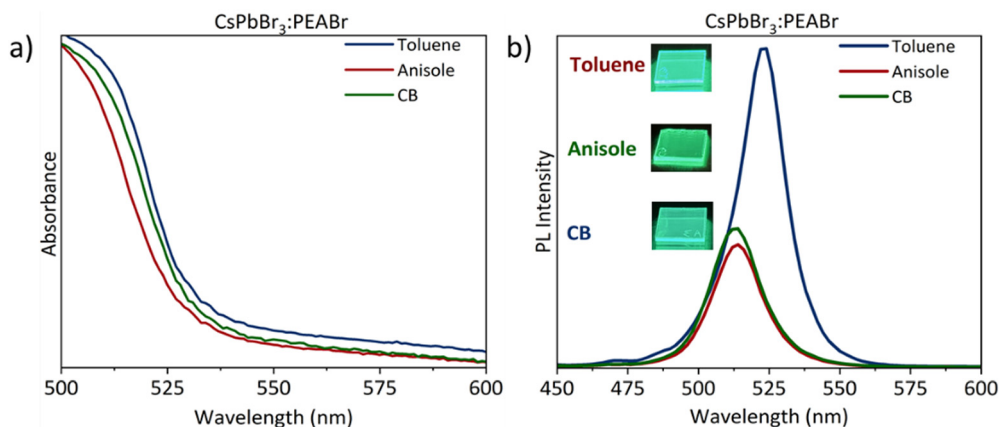 a)
CsPbBr₃:PEABr
Toluene
Anisole
CB
Absorbance
500
525
550
575
600
Wavelength (nm)
b)
CsPbBr₃:PEABr
Toluene
Anisole
CB
Toluene
Anisole
CB
PL Intensity
450
475
500
525
550
575
600
Wavelength (nm)